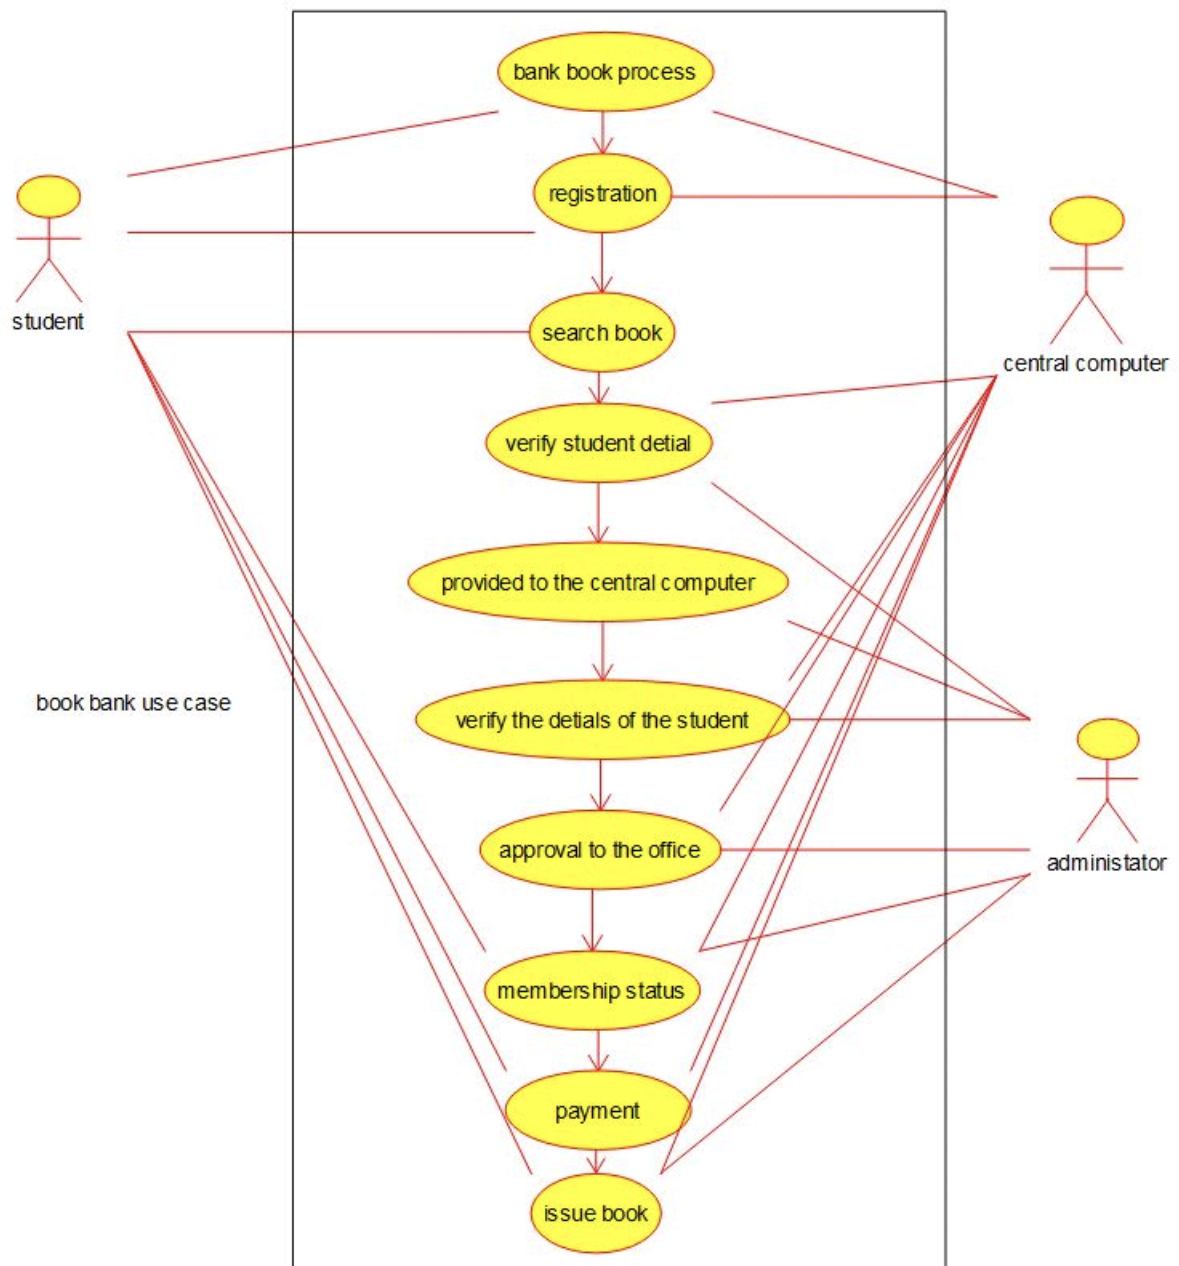 bank book process
registration
student
search book
central computer
verify student detial
provided to the central computer
book bank use case
verify the detials of the student
approval to the office
administator
membership status
payment
issue book